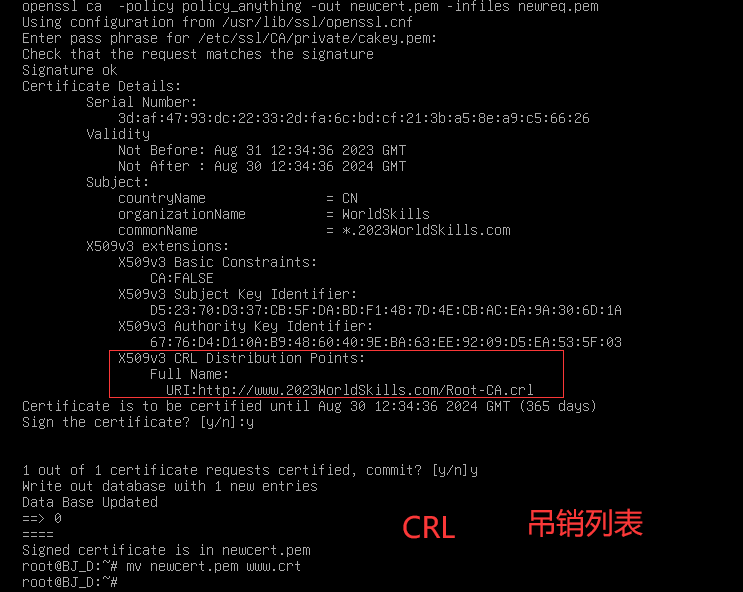 openssl ca  -policy policy_anything -out newcert.pem -infiles newreq.pem
Using configuration from /usr/lib/ssl/openssl.cnf
Enter pass phrase for /etc/ssl/CA/private/cakey.pem:
Check that the request matches the signature
Signature ok
Certificate Details:
        Serial Number:
            3d:af:47:93:dc:22:33:2d:fa:6c:bd:cf:21:3b:a5:8e:a9:c5:66:26
        Validity
            Not Before: Aug 31 12:34:36 2023 GMT
            Not After : Aug 30 12:34:36 2024 GMT
        Subject:
            countryName               = CN
            organizationName          = WorldSkills
            commonName                = *.2023WorldSkills.com
        X509v3 extensions:
            X509v3 Basic Constraints:
                CA:FALSE
            X509v3 Subject Key Identifier:
                D5:23:70:D3:37:CB:5F:DA:BD:F1:48:7D:4E:CB:AC:EA:9A:30:6D:1A
            X509v3 Authority Key Identifier:
                67:76:D4:D1:0A:B9:48:60:40:9E:BA:63:EE:92:09:D5:EA:53:5F:03
            X509v3 CRL Distribution Points:
                Full Name:
                  URI:http://www.2023WorldSkills.com/Root-CA.crl
Certificate is to be certified until Aug 30 12:34:36 2024 GMT (365 days)
Sign the certificate? [y/n]:y
1 out of 1 certificate requests certified, commit? [y/n]y
Write out database with 1 new entries
Data Base Updated
==> 0
====
CRL 吊销列表
Signed certificate is in newcert.pem
root@BJ_D:~# mv newcert.pem www.crt
root@BJ_D:~#